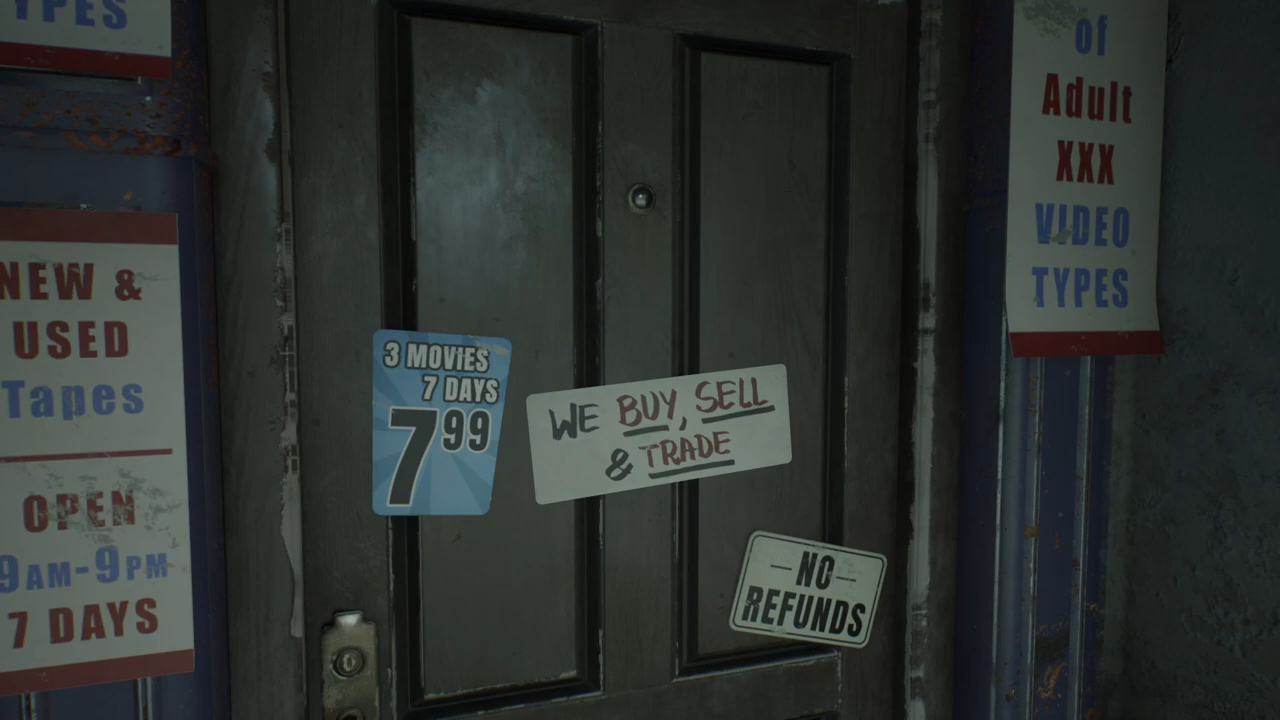 YPES
NEW &
USED
Tapes
OPEN
9AM-9PM
7 DAYS
3 MOVIES
7 DAYS
7.99
WE BUY, SELL
& TRADE
NO
REFUNDS
of
Adult
XXX
VIDEO
TYPES